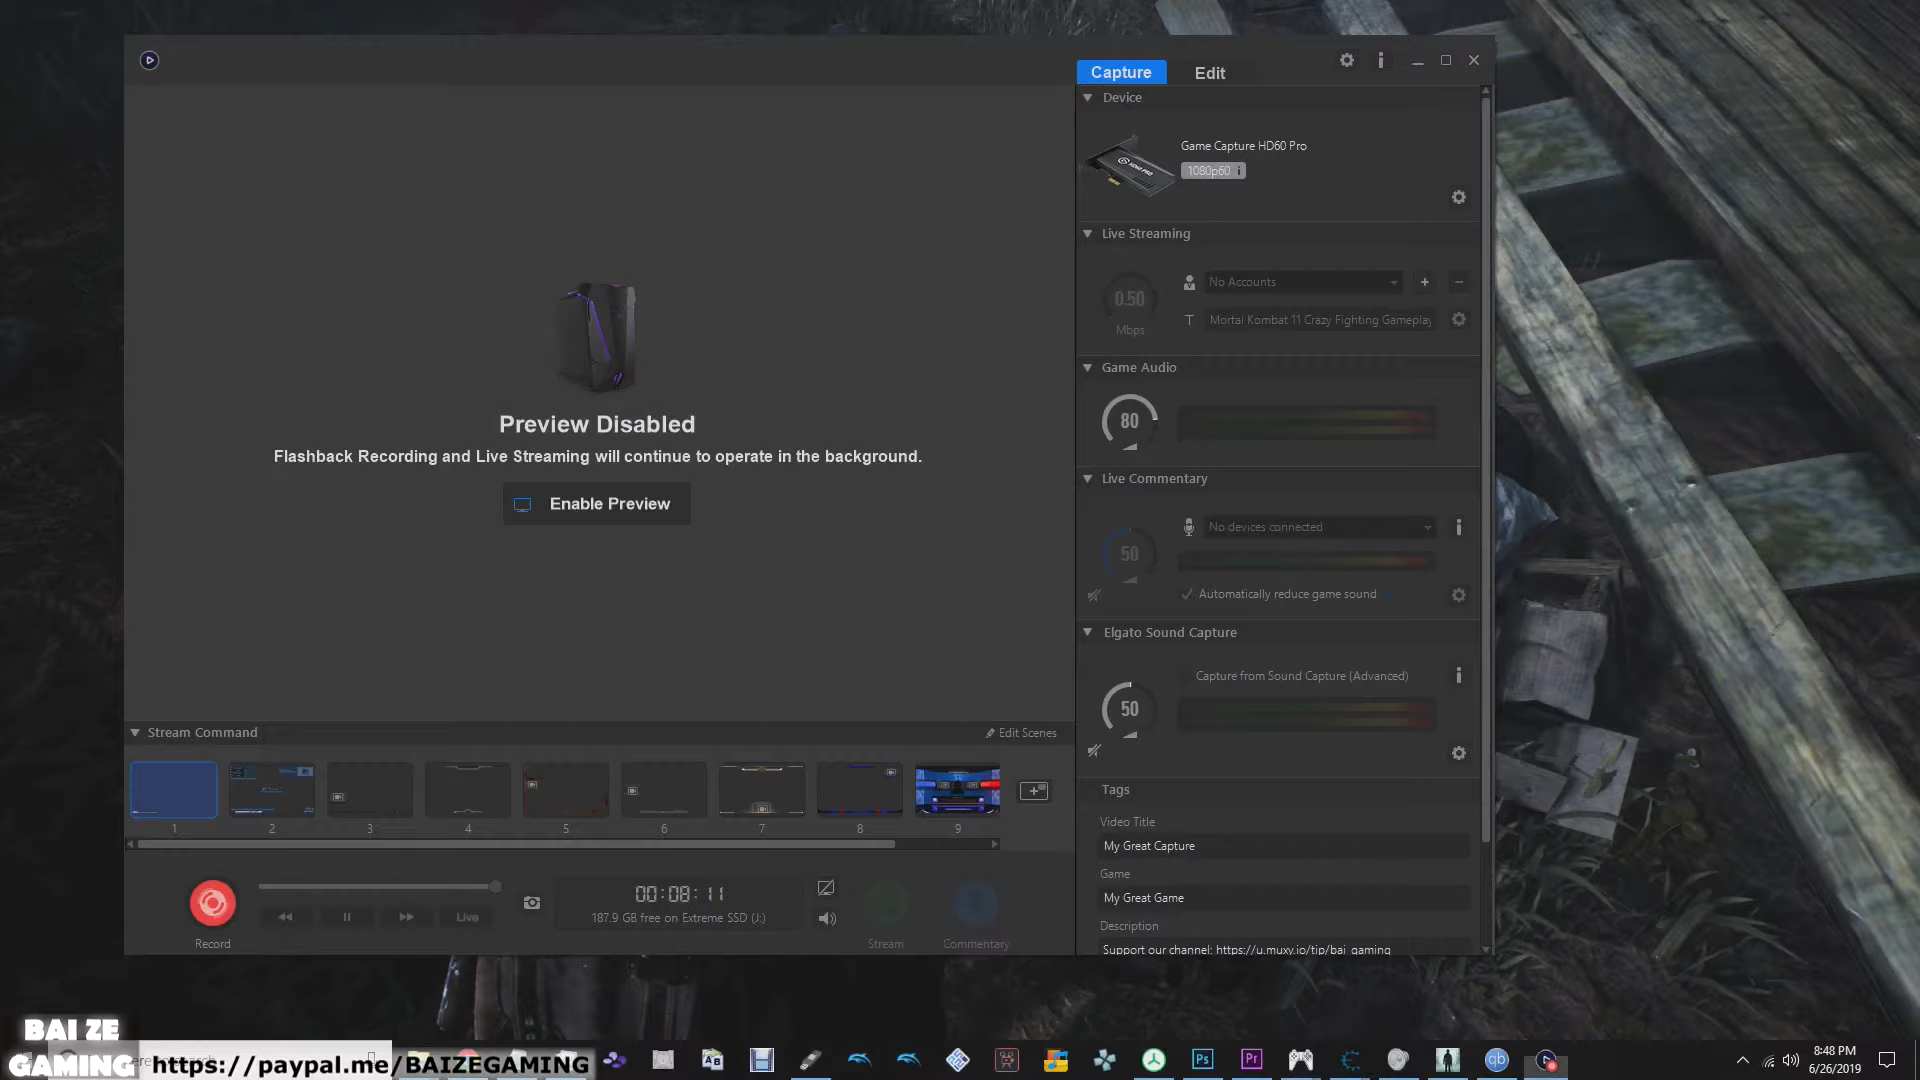 Capture
Edit
Device
Game Capture HD60 Pro
1080p60
Live Streaming
0.50
Mbps
No Accounts
Mortal Kombat 11 Crazy Fighting Gameplay
Game Audio
80
Live Commentary
No devices connected
50
Automatically reduce game sound
Elgato Sound Capture
Capture from Sound Capture (Advanced)
50
Tags
Video Title
My Great Capture
Game
My Great Game
Description
Support our channel: https://u.muxy.io/tip/bai_gaming
Preview Disabled
Flashback Recording and Live Streaming will continue to operate in the background.
Enable Preview
Stream Command
Edit Scenes
1 2 3 4 5 6 7 8 9
Record
Live
00:08:11
187.9 GB free on Extreme SSD (J:)
Stream
Commentary
BAI ZE
GAMING
https://paypal.me/BAIZEGAMING
AB
Ps
Pr
qb
8:48 PM
6/26/2019